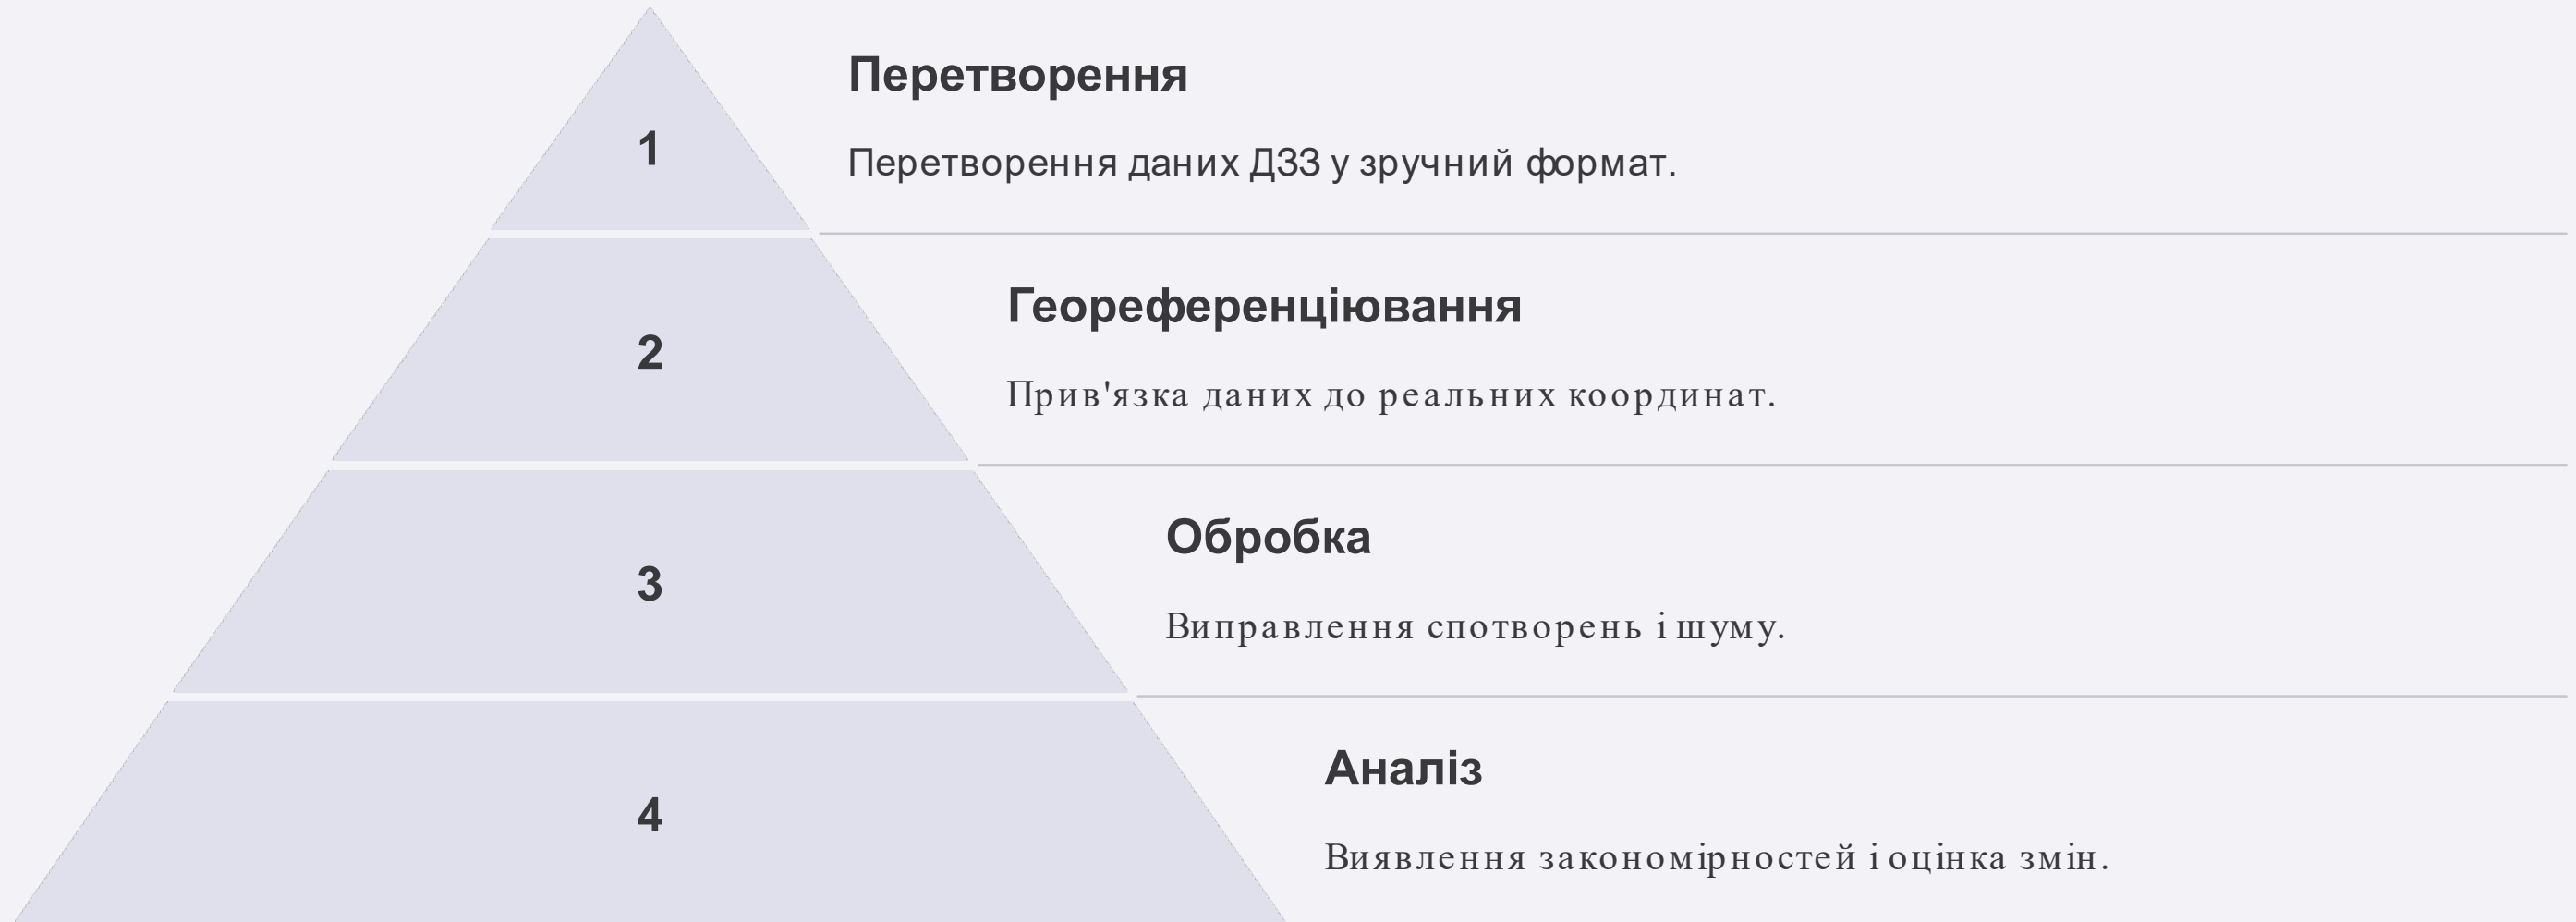 1
Перетворення
Перетворення даних ДЗЗ у зручний формат.
2
Геореференціювання
Прив'язка даних до реальних координат.
3
Обробка
Виправлення спотворень і шуму.
4
Аналіз
Виявлення закономірностей і оцінка змін.